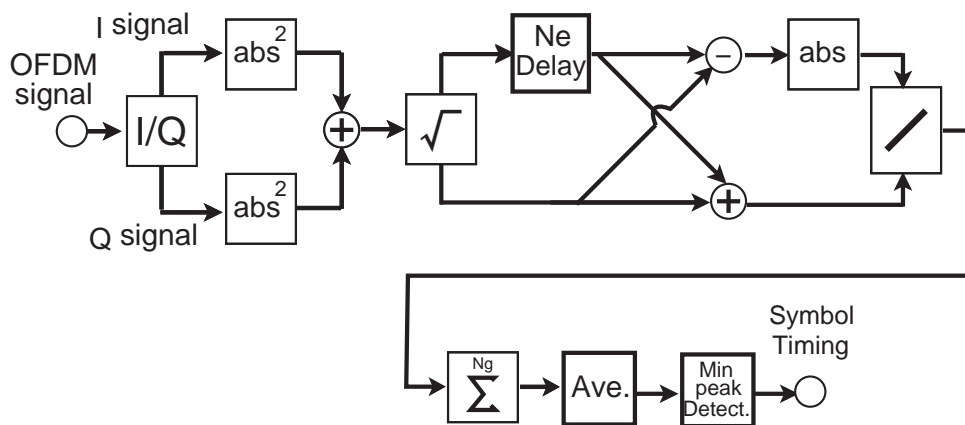 I signal
OFDM
signal
I/Q
Q signal
abs 2
abs 2
+
√
Ne
Delay
−
+
abs
/
Ng
Σ
Ave.
Min
peak
Detect.
Symbol
Timing